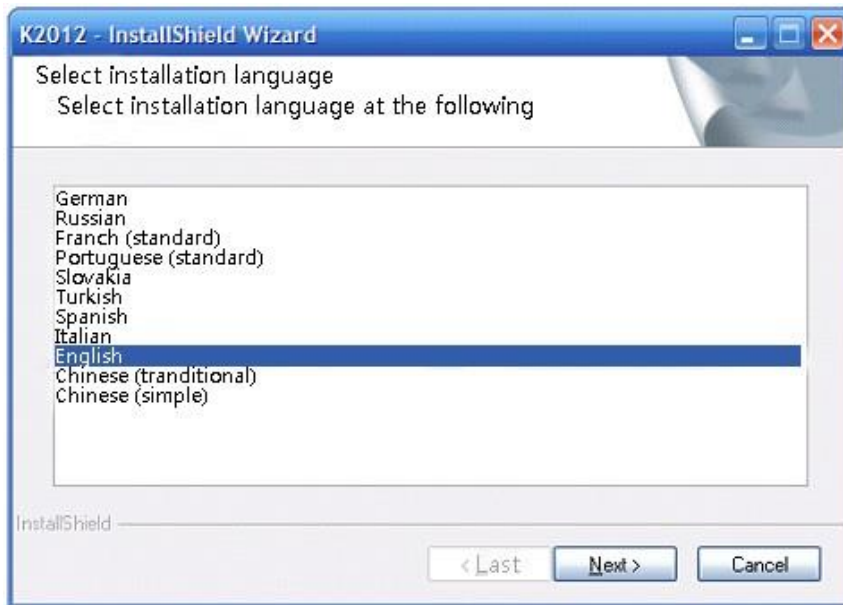 K2012 - InstallShield Wizard
Select installation language
Select installation language at the following
German
Russian
Franch (standard)
Portuguese (standard)
Slovakia
Turkish
Spanish
Italian
English
Chinese (tranditional)
Chinese (simple)
InstallShield
< Last
Next >
Cancel